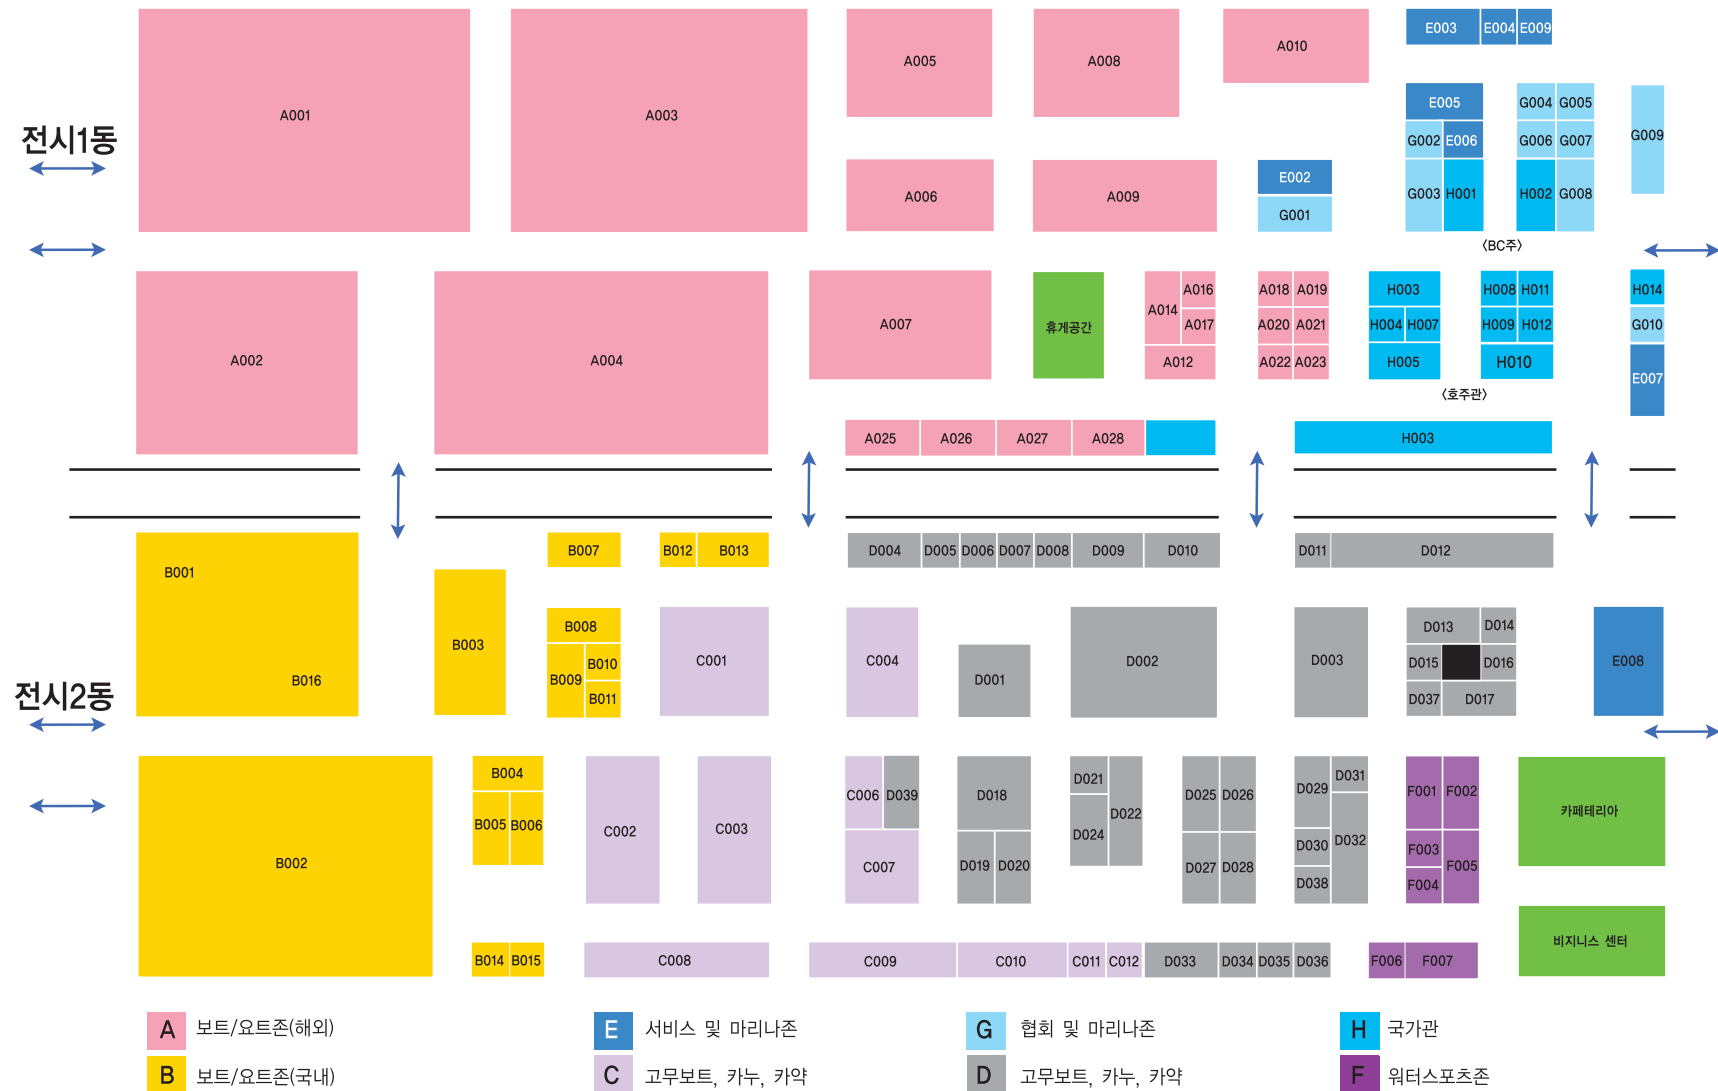 E003 E004 E009
A010
A005 A008
E005 G004 G005
A001 A003
G009
전시1동
G002 E006 G006 G007
E002
A006 A009 G003 H001 H002 G008
G001
<BC주>
A016 A018 A019 H003 H008 H011 H014
A014
A007 휴게공간 A017 A020 A021 H004 H007 H009 H012 G010
A002 A004 A012 A022 A023 H005 H010
E007
<호주관>
A025 A026 A027 A028 H003
B007 B012 B013 D004 D005 D006 D007 D008 D009 D010 D011 D012
B001
B008 D013 D014
B003 B010 C001 C004 D002 D003 D015 D016 E008
B016 B009 D001
B011 D037 D017
전시2동
B004 D021 D031
C006 D039 D018 D025 D026 D029 F001 F002
카페테리아
B005 B006 C002 C003 D024 D022 D030 D032 F003
B002 C007 D019 D020 D027 D028 F005
D038 F004
비지니스 센터
B014 B015 C008 C009 C010 C011 C012 D033 D034 D035 D036 F006 F007
A 보트/요트존(해외) E 서비스 및 마리나존 G 협회 및 마리나존 H 국가관
B 보트/요트존(국내) C 고무보트, 카누, 카약 D 고무보트, 카누, 카약 F 워터스포츠존